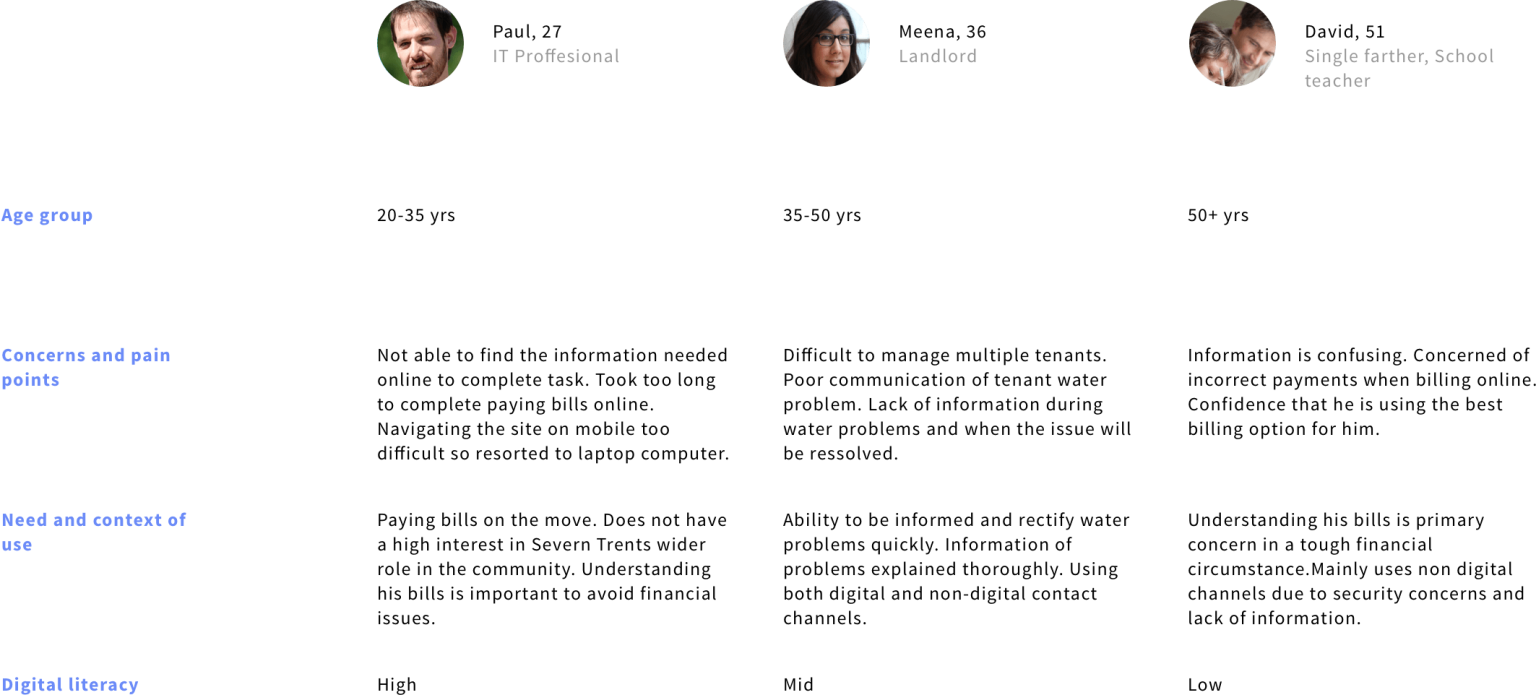 Paul, 27
IT Proffesional
Meena, 36
Landlord
David, 51
Single farther, School
teacher
Age group
20-35 yrs
35-50 yrs
50+ yrs
Concerns and pain
points
Not able to find the information needed
online to complete task. Took too long
to complete paying bills online.
Navigating the site on mobile too
difficult so resorted to laptop computer.
Difficult to manage multiple tenants.
Poor communication of tenant water
problem. Lack of information during
water problems and when the issue will
be ressolved.
Information is confusing. Concerned of
incorrect payments when billing online.
Confidence that he is using the best
billing option for him.
Need and context of
use
Paying bills on the move. Does not have
a high interest in Severn Trents wider
role in the community. Understanding
his bills is important to avoid financial
issues.
Ability to be informed and rectify water
problems quickly. Information of
problems explained thoroughly. Using
both digital and non-digital contact
channels.
Understanding his bills is primary
concern in a tough financial
circumstance.Mainly uses non digital
channels due to security concerns and
lack of information.
Digital literacy
High
Mid
Low